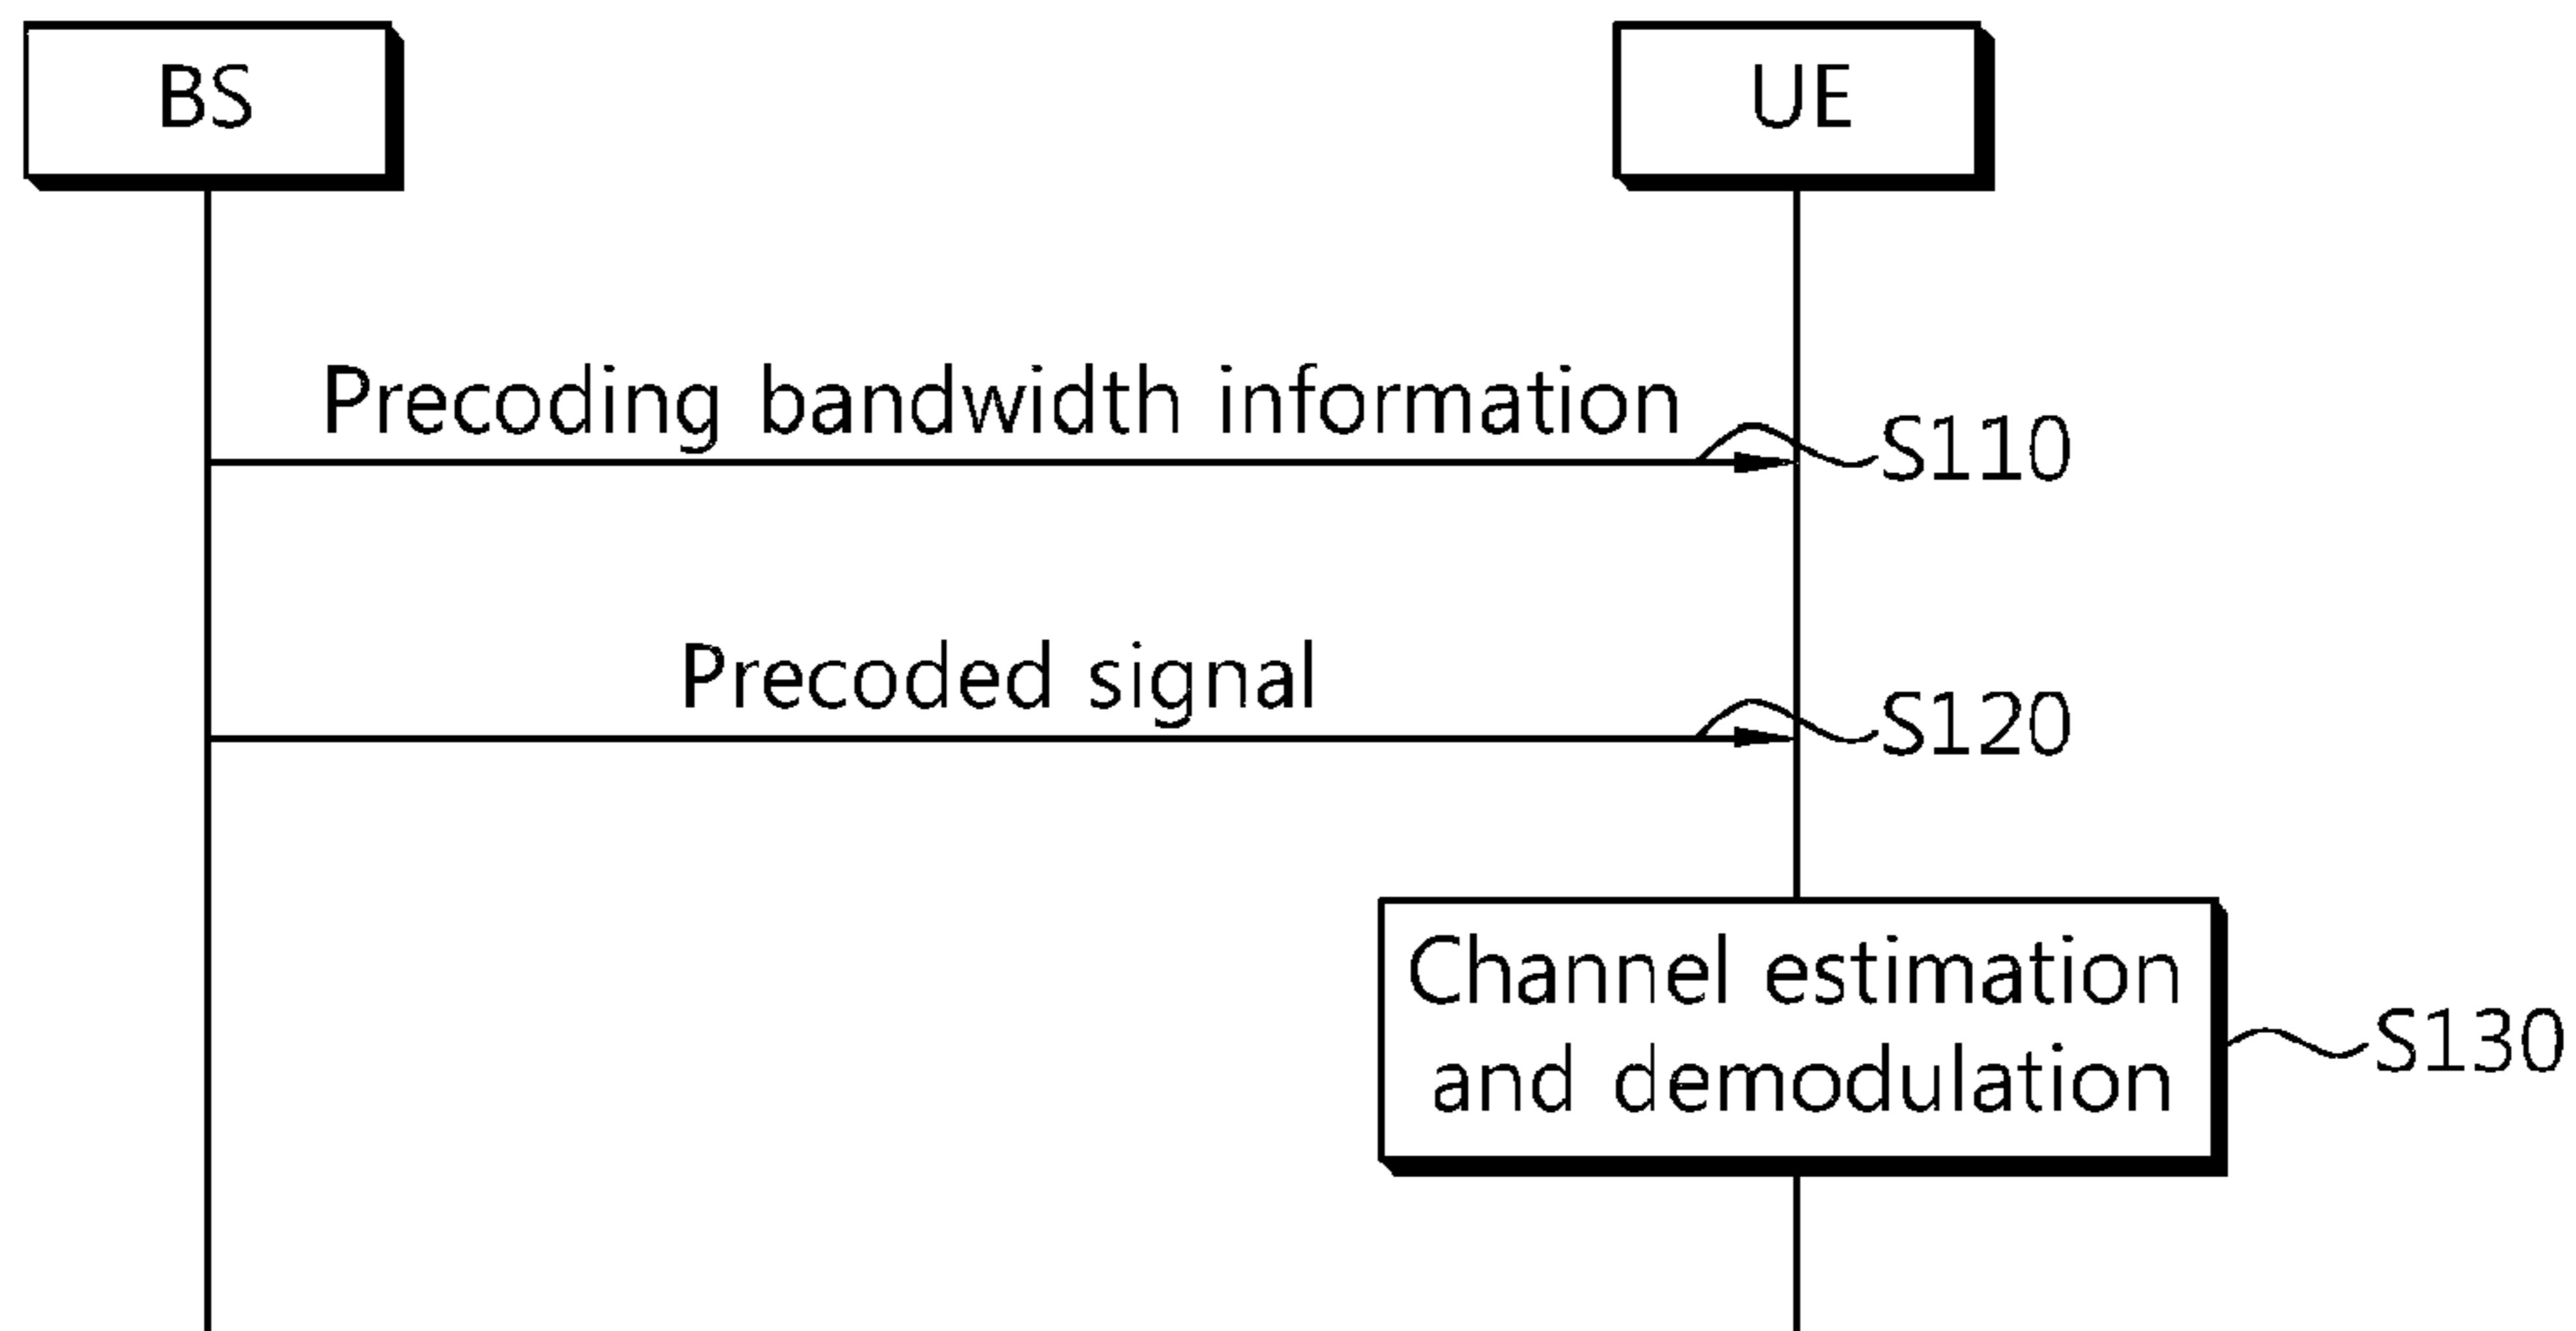 BS
UE
Precoding bandwidth information
S110
Precoded signal
S120
Channel estimation
and demodulation
S130